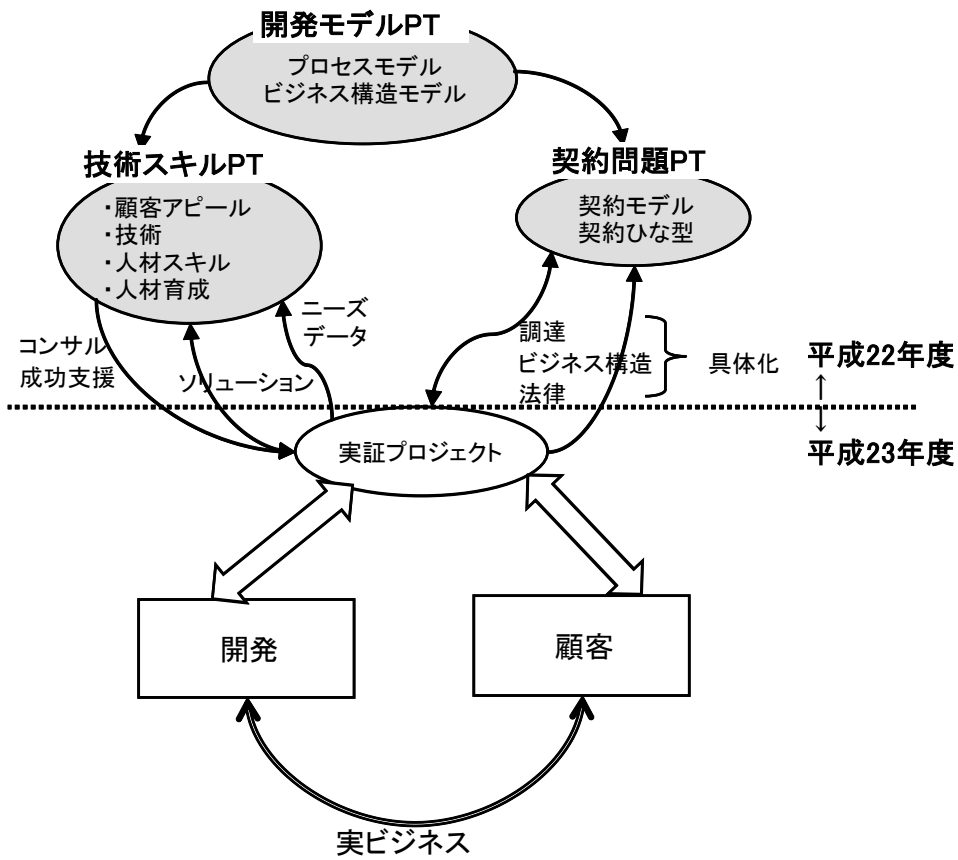 開発モデルPT
プロセスモデル
ビジネス構造モデル
技術スキルPT
・顧客アピール
・技術
・人材スキル
・人材育成
契約問題PT
契約モデル
契約ひな型
コンサル
成功支援
ソリューション
ニーズ
データ
調達
ビジネス構造
法律
具体化
平成22年度
↑
↓
平成23年度
実証プロジェクト
開発
顧客
実ビジネス